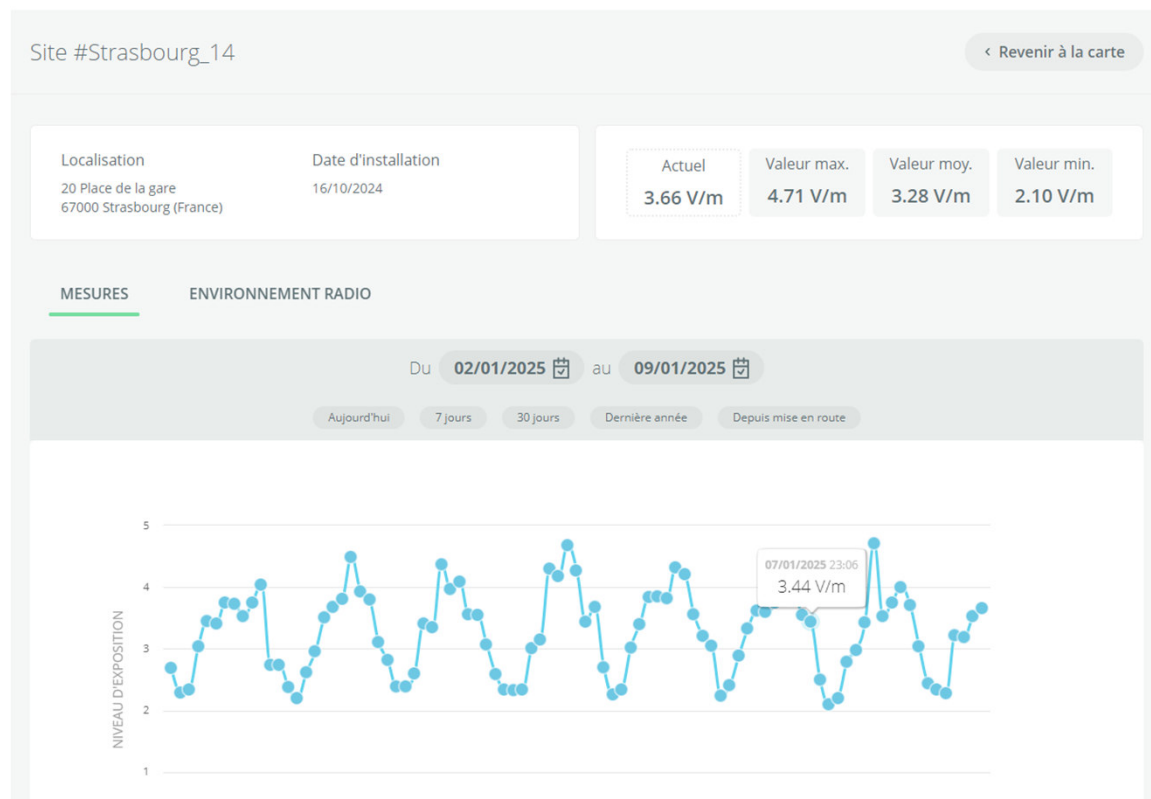 Site #Strasbourg_14
‹ Revenir à la carte
Localisation
20 Place de la gare
67000 Strasbourg (France)
Date d'installation
16/10/2024
Actuel
3.66 V/m
Valeur max.
4.71 V/m
Valeur moy.
3.28 V/m
Valeur min.
2.10 V/m
MESURES
ENVIRONNEMENT RADIO
Du 02/01/2025 au 09/01/2025
Aujourd'hui
7 jours
30 jours
Dernière année
Depuis mise en route
NIVEAU D'EXPOSITION
5
4
3
2
1
07/01/2025 23:06
3.44 V/m